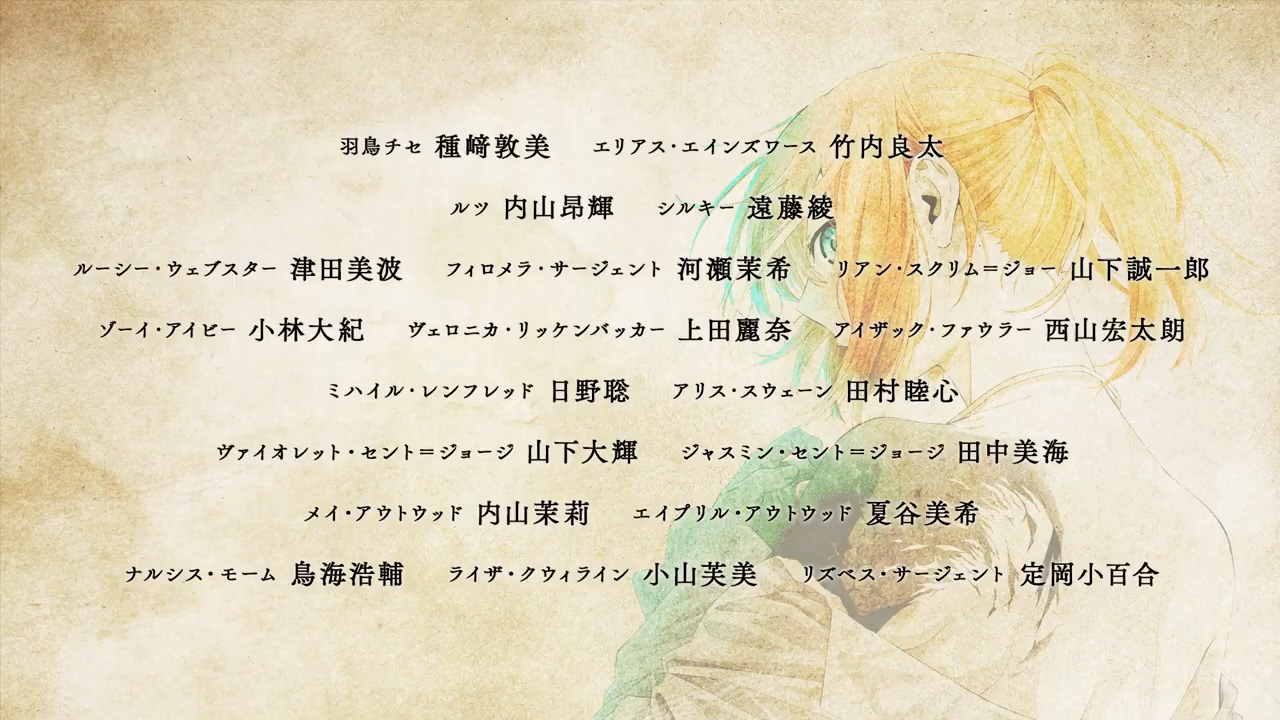 羽鳥チセ 種﨑敦美 エリアス・エインズワース 竹内良太
ルツ 内山昂輝 シルキー 遠藤綾
ルーシー・ウェブスター 津田美波 フィロメラ・サージェント 河瀬茉希 リアン・スクリム＝ジョー 山下誠一郎
ゾーイ・アイビー 小林大紀 ヴェロニカ・リッケンバッカー 上田麗奈 アイザック・ファウラー 西山宏太朗
ミハイル・レンフレッド 日野聡 アリス・スウェーン 田村睦心
ヴァイオレット・セント＝ジョージ 山下大輝 ジャスミン・セント＝ジョージ 田中美海
メイ・アウトウッド 内山茉莉 エイプリル・アウトウッド 夏谷美希
ナルシス・モーム 鳥海浩輔 ライザ・クウィライン 小山芙美 リズベス・サージェント 定岡小百合